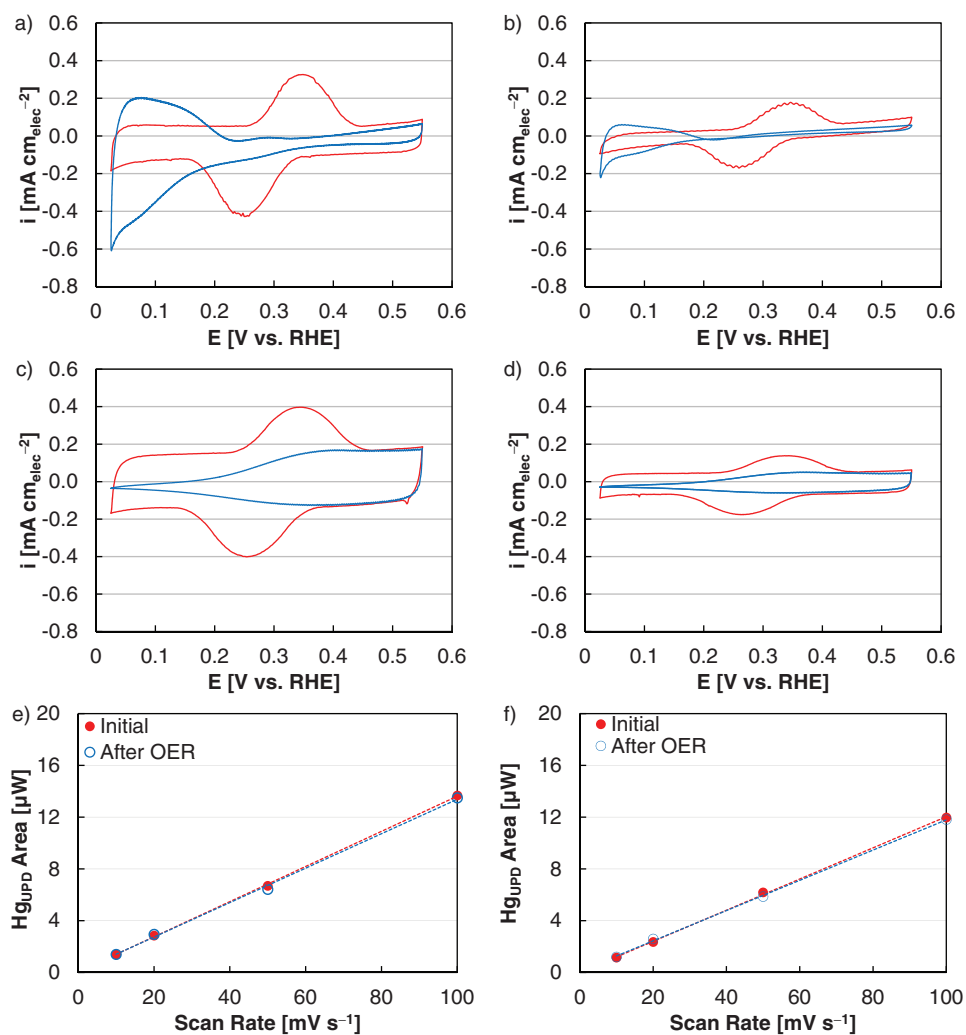 a)
0.6
0.4
0.2
0.0
-0.2
-0.4
-0.6
-0.8
i [mA cm_elec⁻²]
0 0.1 0.2 0.3 0.4 0.5 0.6
E [V vs. RHE]
b)
0.6
0.4
0.2
0.0
-0.2
-0.4
-0.6
-0.8
i [mA cm_elec⁻²]
0 0.1 0.2 0.3 0.4 0.5 0.6
E [V vs. RHE]
c)
0.6
0.4
0.2
0.0
-0.2
-0.4
-0.6
-0.8
i [mA cm_elec⁻²]
0 0.1 0.2 0.3 0.4 0.5 0.6
E [V vs. RHE]
d)
0.6
0.4
0.2
0.0
-0.2
-0.4
-0.6
-0.8
i [mA cm_elec⁻²]
0 0.1 0.2 0.3 0.4 0.5 0.6
E [V vs. RHE]
e)
20
16
12
8
4
0
Hg_UPD Area [µW]
Initial
After OER
0 20 40 60 80 100
Scan Rate [mV s⁻¹]
f)
20
16
12
8
4
0
Hg_UPD Area [µW]
Initial
After OER
0 20 40 60 80 100
Scan Rate [mV s⁻¹]